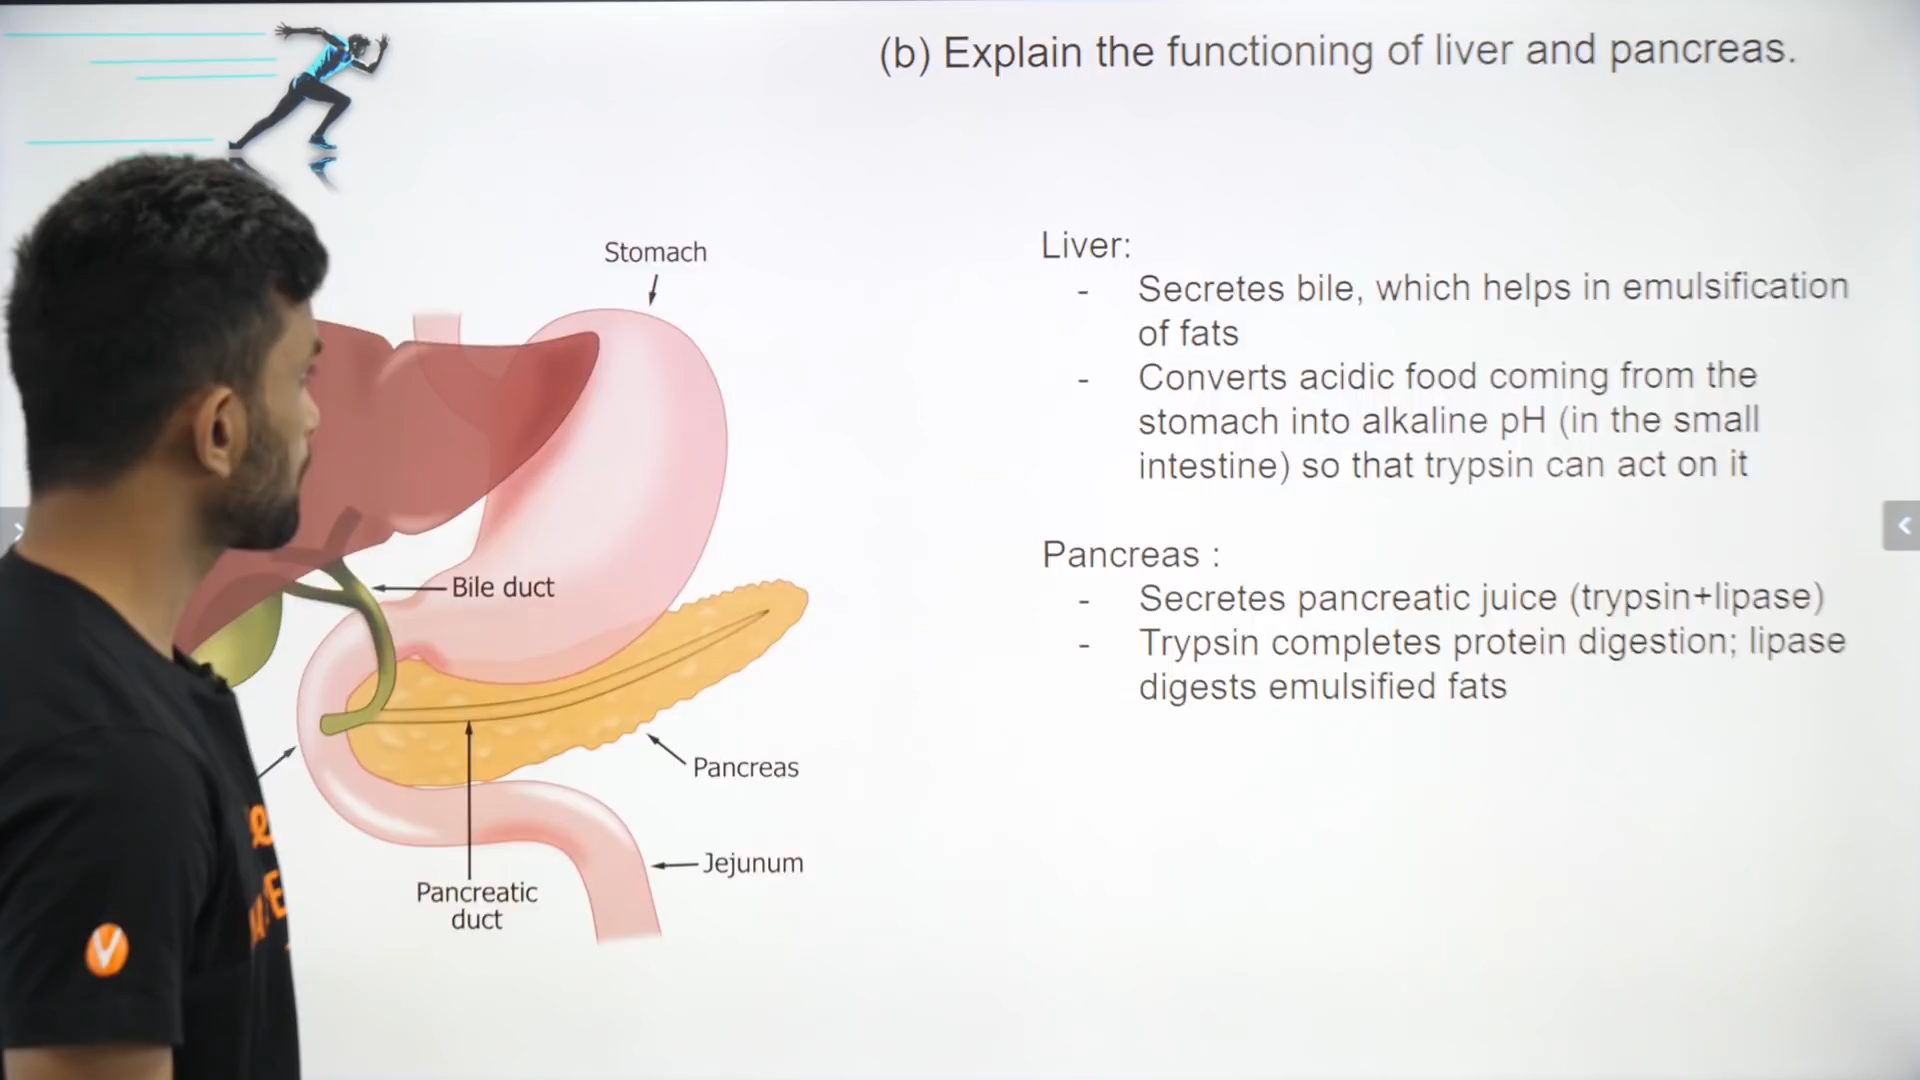 (b) Explain the functioning of liver and pancreas.
Stomach
Bile duct
Pancreas
Jejunum
Pancreatic
duct
Liver:
- Secretes bile, which helps in emulsification
of fats
- Converts acidic food coming from the
stomach into alkaline pH (in the small
intestine) so that trypsin can act on it
Pancreas :
- Secretes pancreatic juice (trypsin+lipase)
- Trypsin completes protein digestion; lipase
digests emulsified fats
V